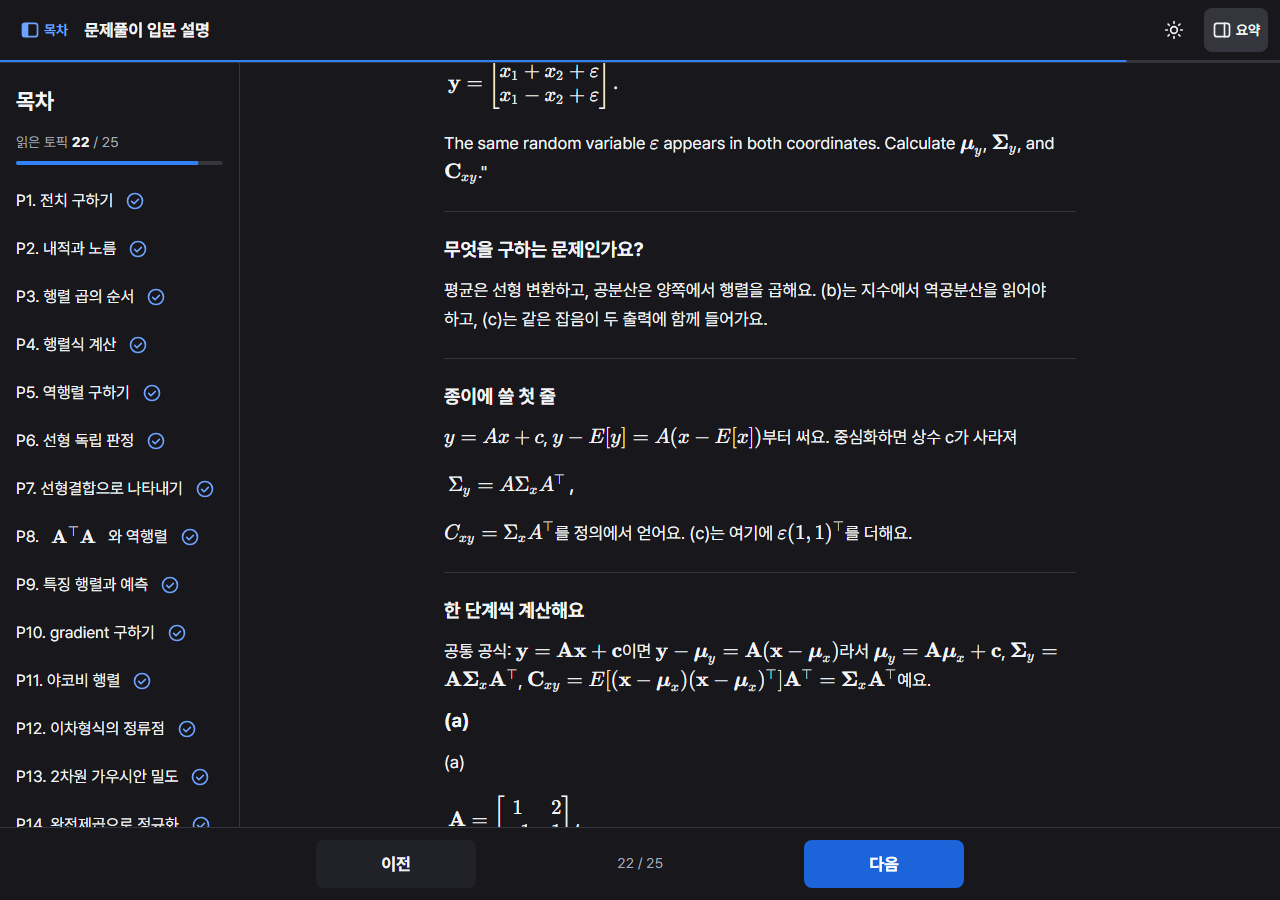 목차 문제풀이 입문 설명 요약
목차
읽은 토픽 22 / 25
P1. 전치 구하기
P2. 내적과 노름
P3. 행렬 곱의 순서
P4. 행렬식 계산
P5. 역행렬 구하기
P6. 선형 독립 판정
P7. 선형결합으로 나타내기
P8. A⊤A 와 역행렬
P9. 특징 행렬과 예측
P10. gradient 구하기
P11. 야코비 행렬
P12. 이차형식의 정류점
P13. 2차원 가우시안 밀도
P14. 완전제곱으로 정규화
y = [x₁ + x₂ + ε
x₁ − x₂ + ε].
The same random variable ε appears in both coordinates. Calculate μ_y, Σ_y, and
C_xy."
무엇을 구하는 문제인가요?
평균은 선형 변환하고, 공분산은 양쪽에서 행렬을 곱해요. (b)는 지수에서 역공분산을 읽어야
하고, (c)는 같은 잡음이 두 출력에 함께 들어가요.
종이에 쓸 첫 줄
y = Ax + c, y − E[y] = A(x − E[x])부터 써요. 중심화하면 상수 c가 사라져
Σ_y = AΣ_xA⊤,
C_xy = Σ_xA⊤를 정의에서 얻어요. (c)는 여기에 ε(1, 1)⊤를 더해요.
한 단계씩 계산해요
공통 공식: y = Ax + c이면 y − μ_y = A(x − μ_x)라서 μ_y = Aμ_x + c, Σ_y =
AΣ_xA⊤, C_xy = E[(x − μ_x)(x − μ_x)⊤]A⊤ = Σ_xA⊤예요.
(a)
(a)
A = [1 2
이전 22 / 25 다음